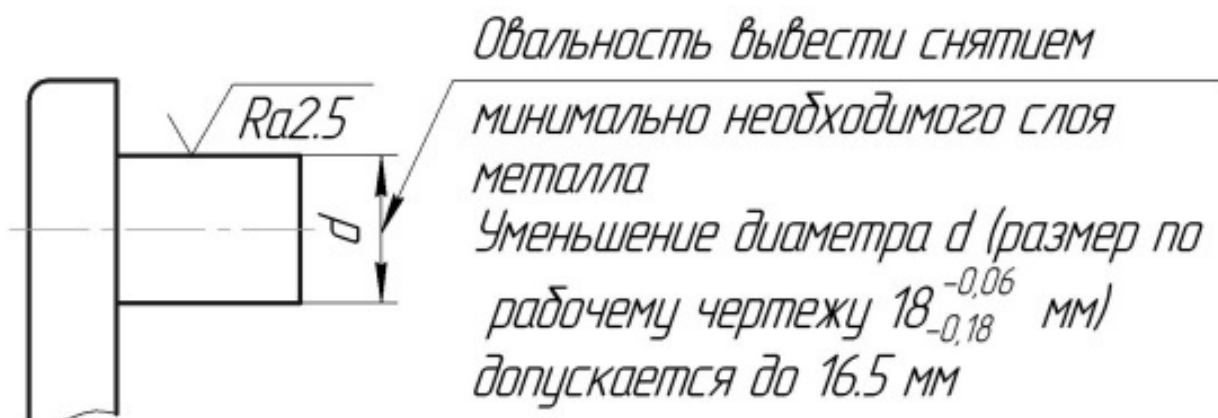 Овальность вывести снятием
Ra2.5
минимально необходимого слоя
металла
d
Уменьшение диаметра d (размер по
рабочему чертежу 18 -0,06 -0,18 мм)
допускается до 16.5 мм